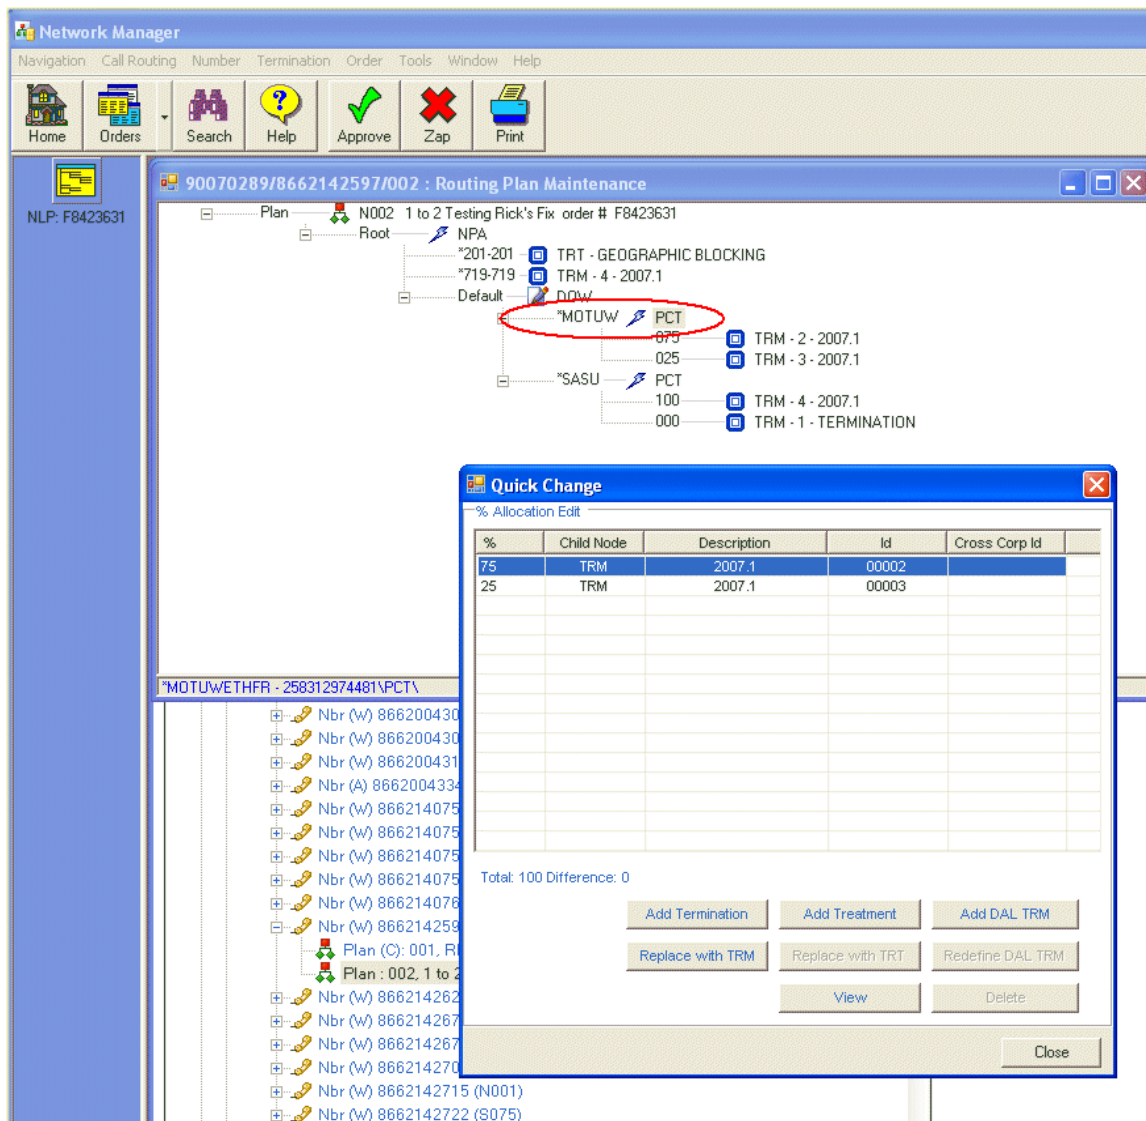 Network Manager
Navigation Call Routing Number Termination Order Tools Window Help
Home Orders Search Help Approve Zap Print
NLP: F8423631
90070289/8662142597/002 : Routing Plan Maintenance
Plan N002 1 to 2 Testing Rick's Fix order # F8423631
Root NPA
*201-201 TRT - GEOGRAPHIC BLOCKING
*719-719 TRM - 4 - 2007.1
Default DOW
*MOTUW PCT
075 TRM - 2 - 2007.1
025 TRM - 3 - 2007.1
*SASU PCT
100 TRM - 4 - 2007.1
000 TRM - 1 - TERMINATION
*MOTUWETHFR - 258312974481\PCT\
Quick Change
% Allocation Edit
% Child Node Description Id Cross Corp Id
75 TRM 2007.1 00002
25 TRM 2007.1 00003
Total: 100 Difference: 0
Add Termination Add Treatment Add DAL TRM
Replace with TRM Replace with TRT Redefine DAL TRM
View Delete
Close
Nbr (W) 866200430
Nbr (W) 866200430
Nbr (W) 866200431
Nbr (A) 8662004334
Nbr (W) 866214075
Nbr (W) 866214075
Nbr (W) 866214075
Nbr (W) 866214075
Nbr (W) 866214076
Nbr (W) 866214259
Plan (C): 001, RI
Plan : 002, 1 to 2
Nbr (W) 866214262
Nbr (W) 866214267
Nbr (W) 866214267
Nbr (W) 866214270
Nbr (W) 8662142715 (N001)
Nbr (W) 8662142722 (S075)